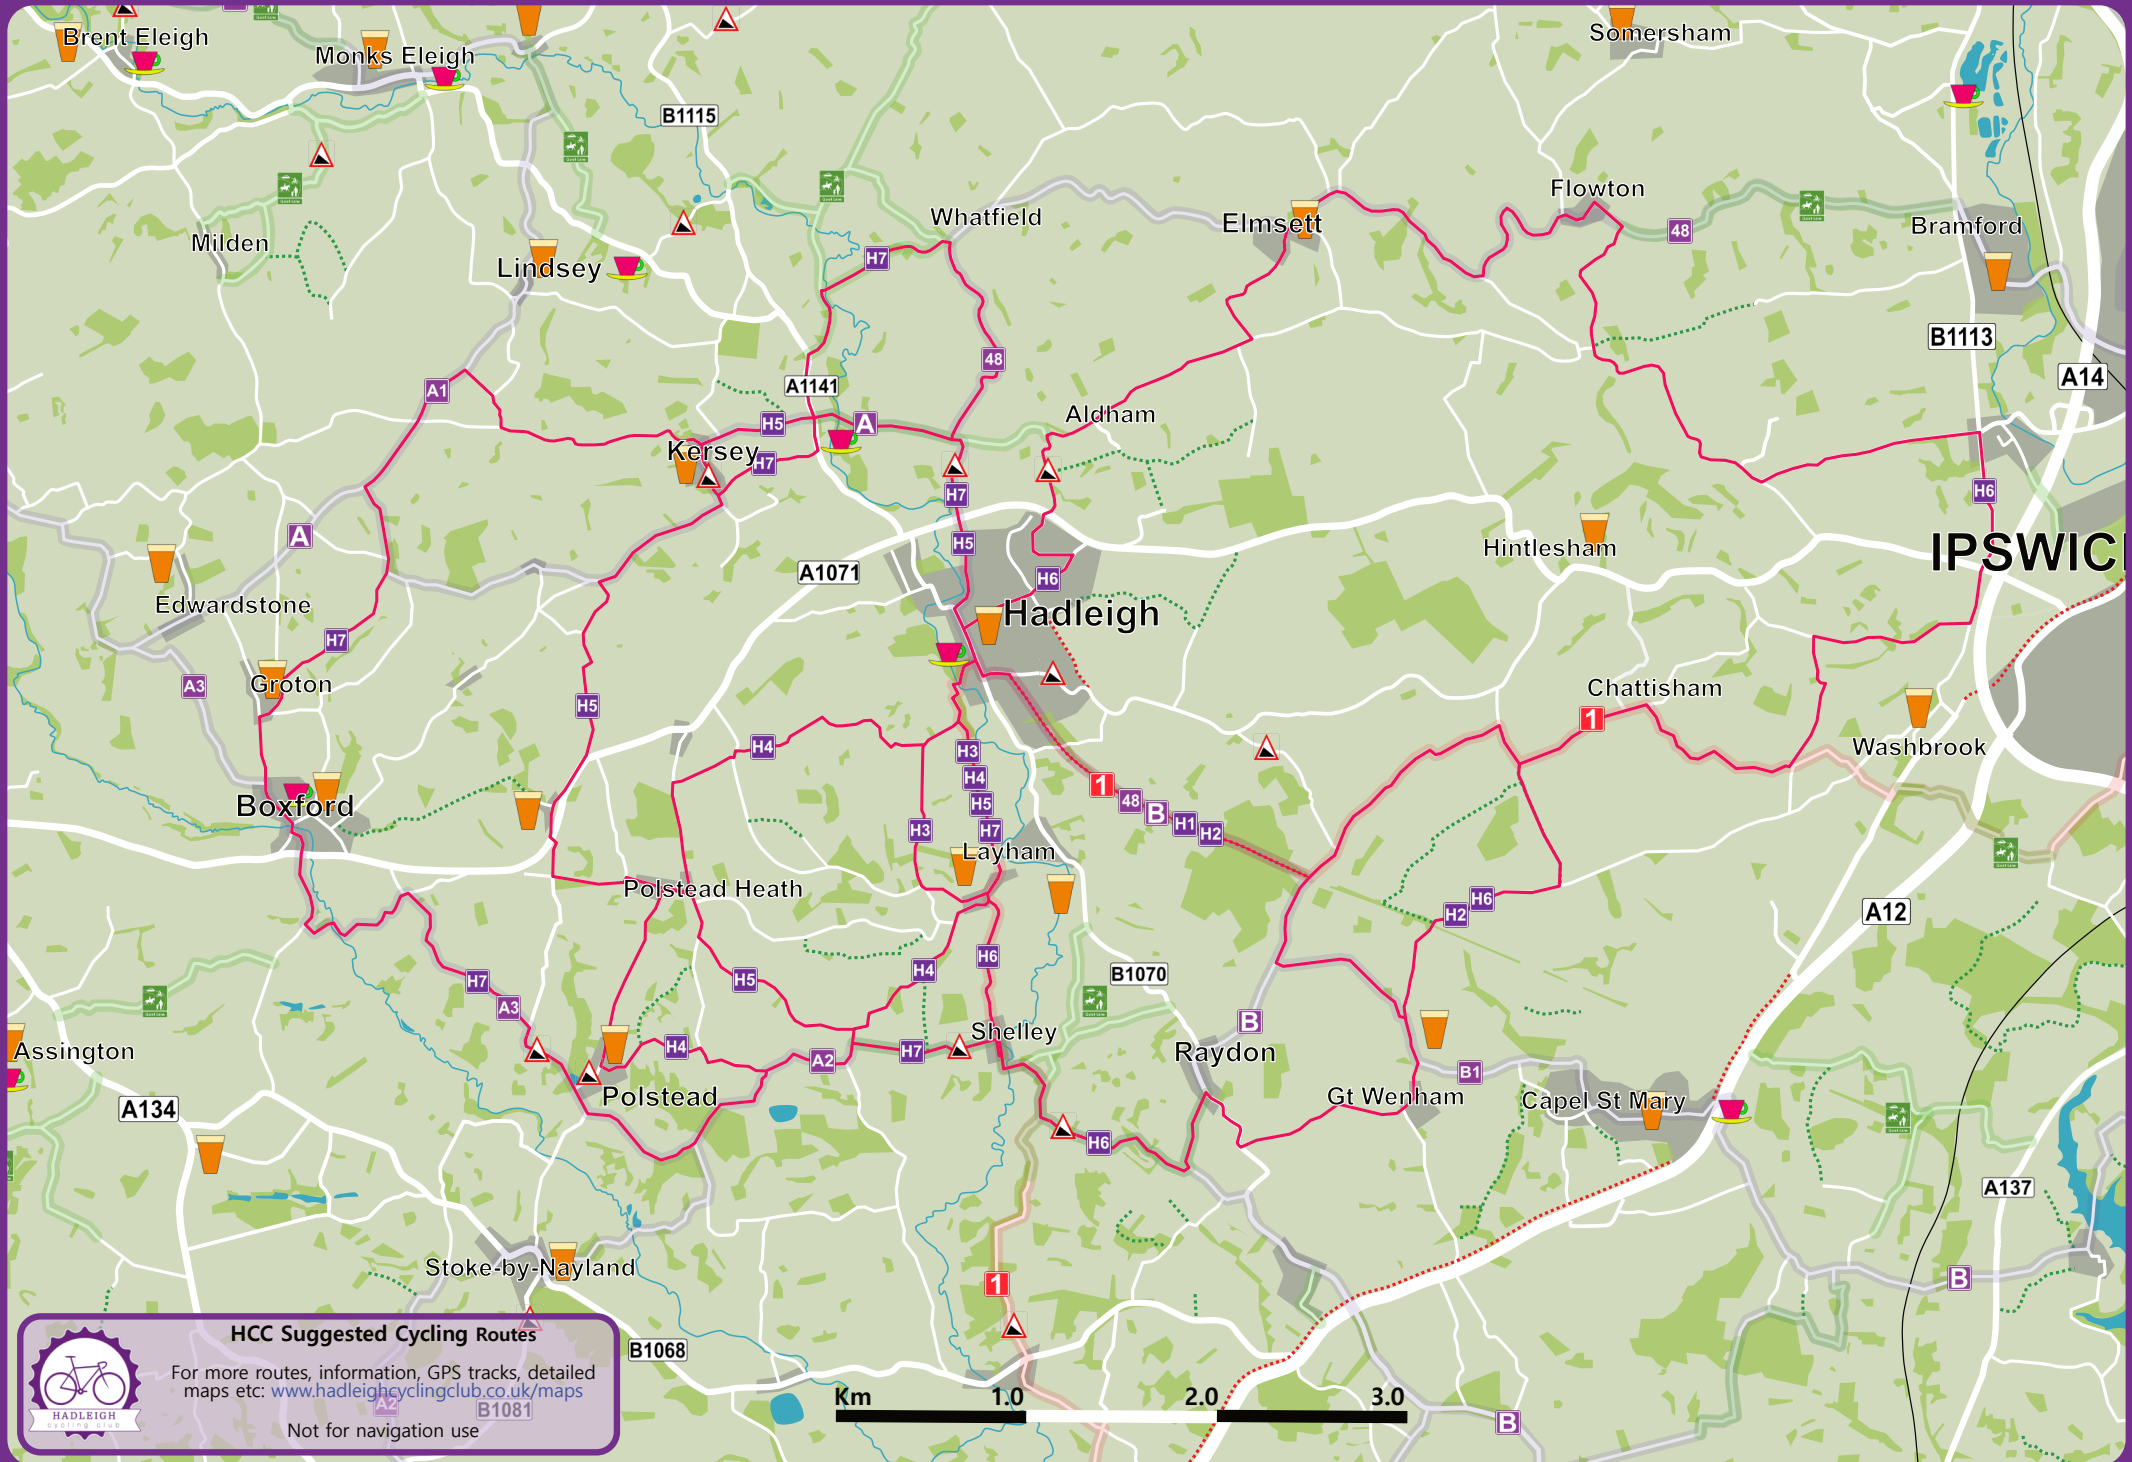 Brent Eleigh
Monks Eleigh
Somersham
B1115
Milden
Whatfield
Elmsett
Flowton
48
Bramford
Lindsey
H7
B1113
48
A14
A1
A1141
Aldham
H5
A
Kersey
H7
H7
H6
A
H5
Hintlesham
IPSWICH
A1071
H6
Edwardstone
Hadleigh
H7
Groton
A3
H5
Chattisham
1
Washbrook
H4
H3
H4
H5
H7
1
48
B
H1
H2
Boxford
H3
Layham
Polstead Heath
H2
H6
A12
H7
A3
H5
H4
H6
B1070
B
Shelley
Raydon
Assington
H4
A2
H7
B1
Polstead
Gt Wenham
Capel St Mary
A134
H6
A137
Stoke-by-Nayland
B
1
B1068
HCC Suggested Cycling Routes
For more routes, information, GPS tracks, detailed
maps etc: www.hadleighcyclingclub.co.uk/maps
A2
B1081
Not for navigation use
HADLEIGH
cycling club
Km 1.0 2.0 3.0
B